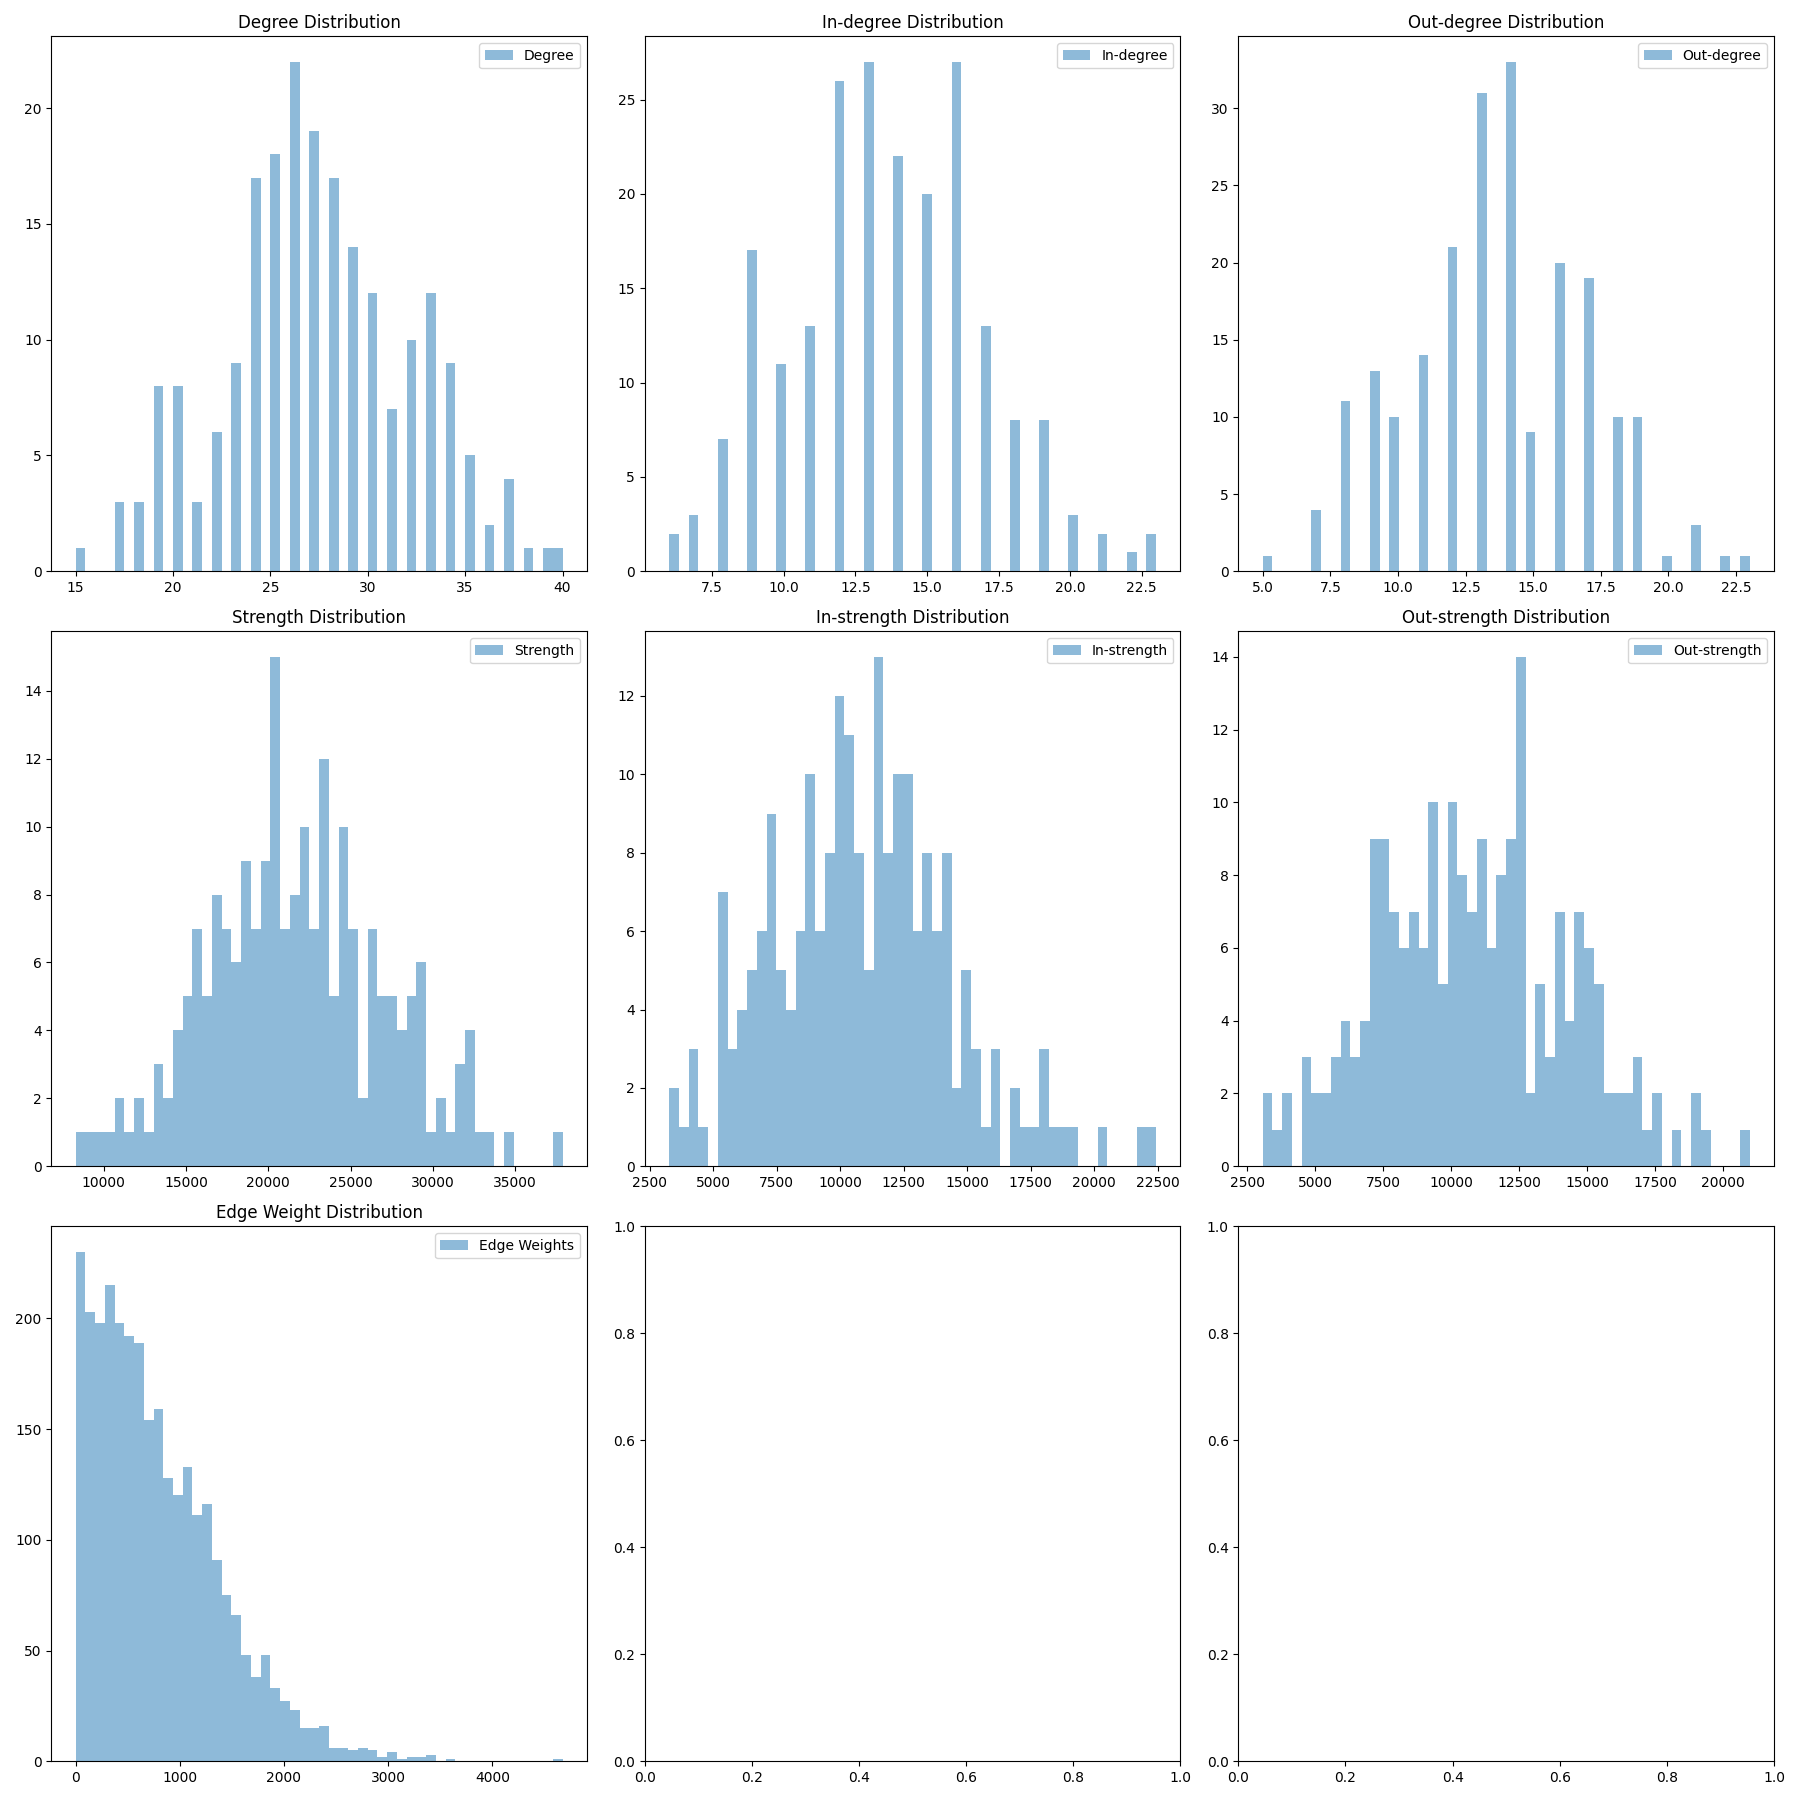 Degree Distribution
In-degree Distribution
Out-degree Distribution
Degree
In-degree
Out-degree
20
15
10
5
0
15 20 25 30 35 40
25
20
15
10
5
0
7.5 10.0 12.5 15.0 17.5 20.0 22.5
30
25
20
15
10
5
0
5.0 7.5 10.0 12.5 15.0 17.5 20.0 22.5
Strength Distribution
In-strength Distribution
Out-strength Distribution
Strength
In-strength
Out-strength
14
12
10
8
6
4
2
0
10000 15000 20000 25000 30000 35000
12
10
8
6
4
2
0
2500 5000 7500 10000 12500 15000 17500 20000 22500
14
12
10
8
6
4
2
0
2500 5000 7500 10000 12500 15000 17500 20000
Edge Weight Distribution
Edge Weights
200
150
100
50
0
0 1000 2000 3000 4000
1.0
0.8
0.6
0.4
0.2
0.0
0.0 0.2 0.4 0.6 0.8 1.0
1.0
0.8
0.6
0.4
0.2
0.0
0.0 0.2 0.4 0.6 0.8 1.0